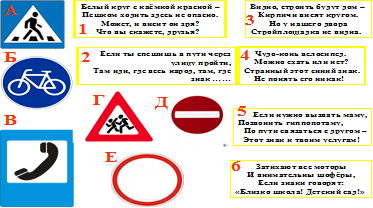 А
Белый круг с каёмкой красною –
Пешком ходить здесь не опасно.
Может, и висит он зря?
Что вы скажете, друзья?
1
Видно, строить будут дом –
Кирпичи висят кругом.
Но у нашего двора
Стройплощадка не видна.
3
Б
2
Если ты спешишь в пути через
улицу пройти,
Там иди, где весь народ, там, где
знак ... ...
4
Чудо-конь велосипед.
Можно ехать или нет?
Странный этот синий знак.
Не понять его никак!
В
Г
Д
5
Если нужно вызвать маму,
Позвонить гиппопотаму,
По пути связаться с другом –
Этот знак к твоим услугам!
Е
6
Затихают все моторы
И внимательны шофёры,
Если знаки говорят:
«Близко школа! Детский сад!»